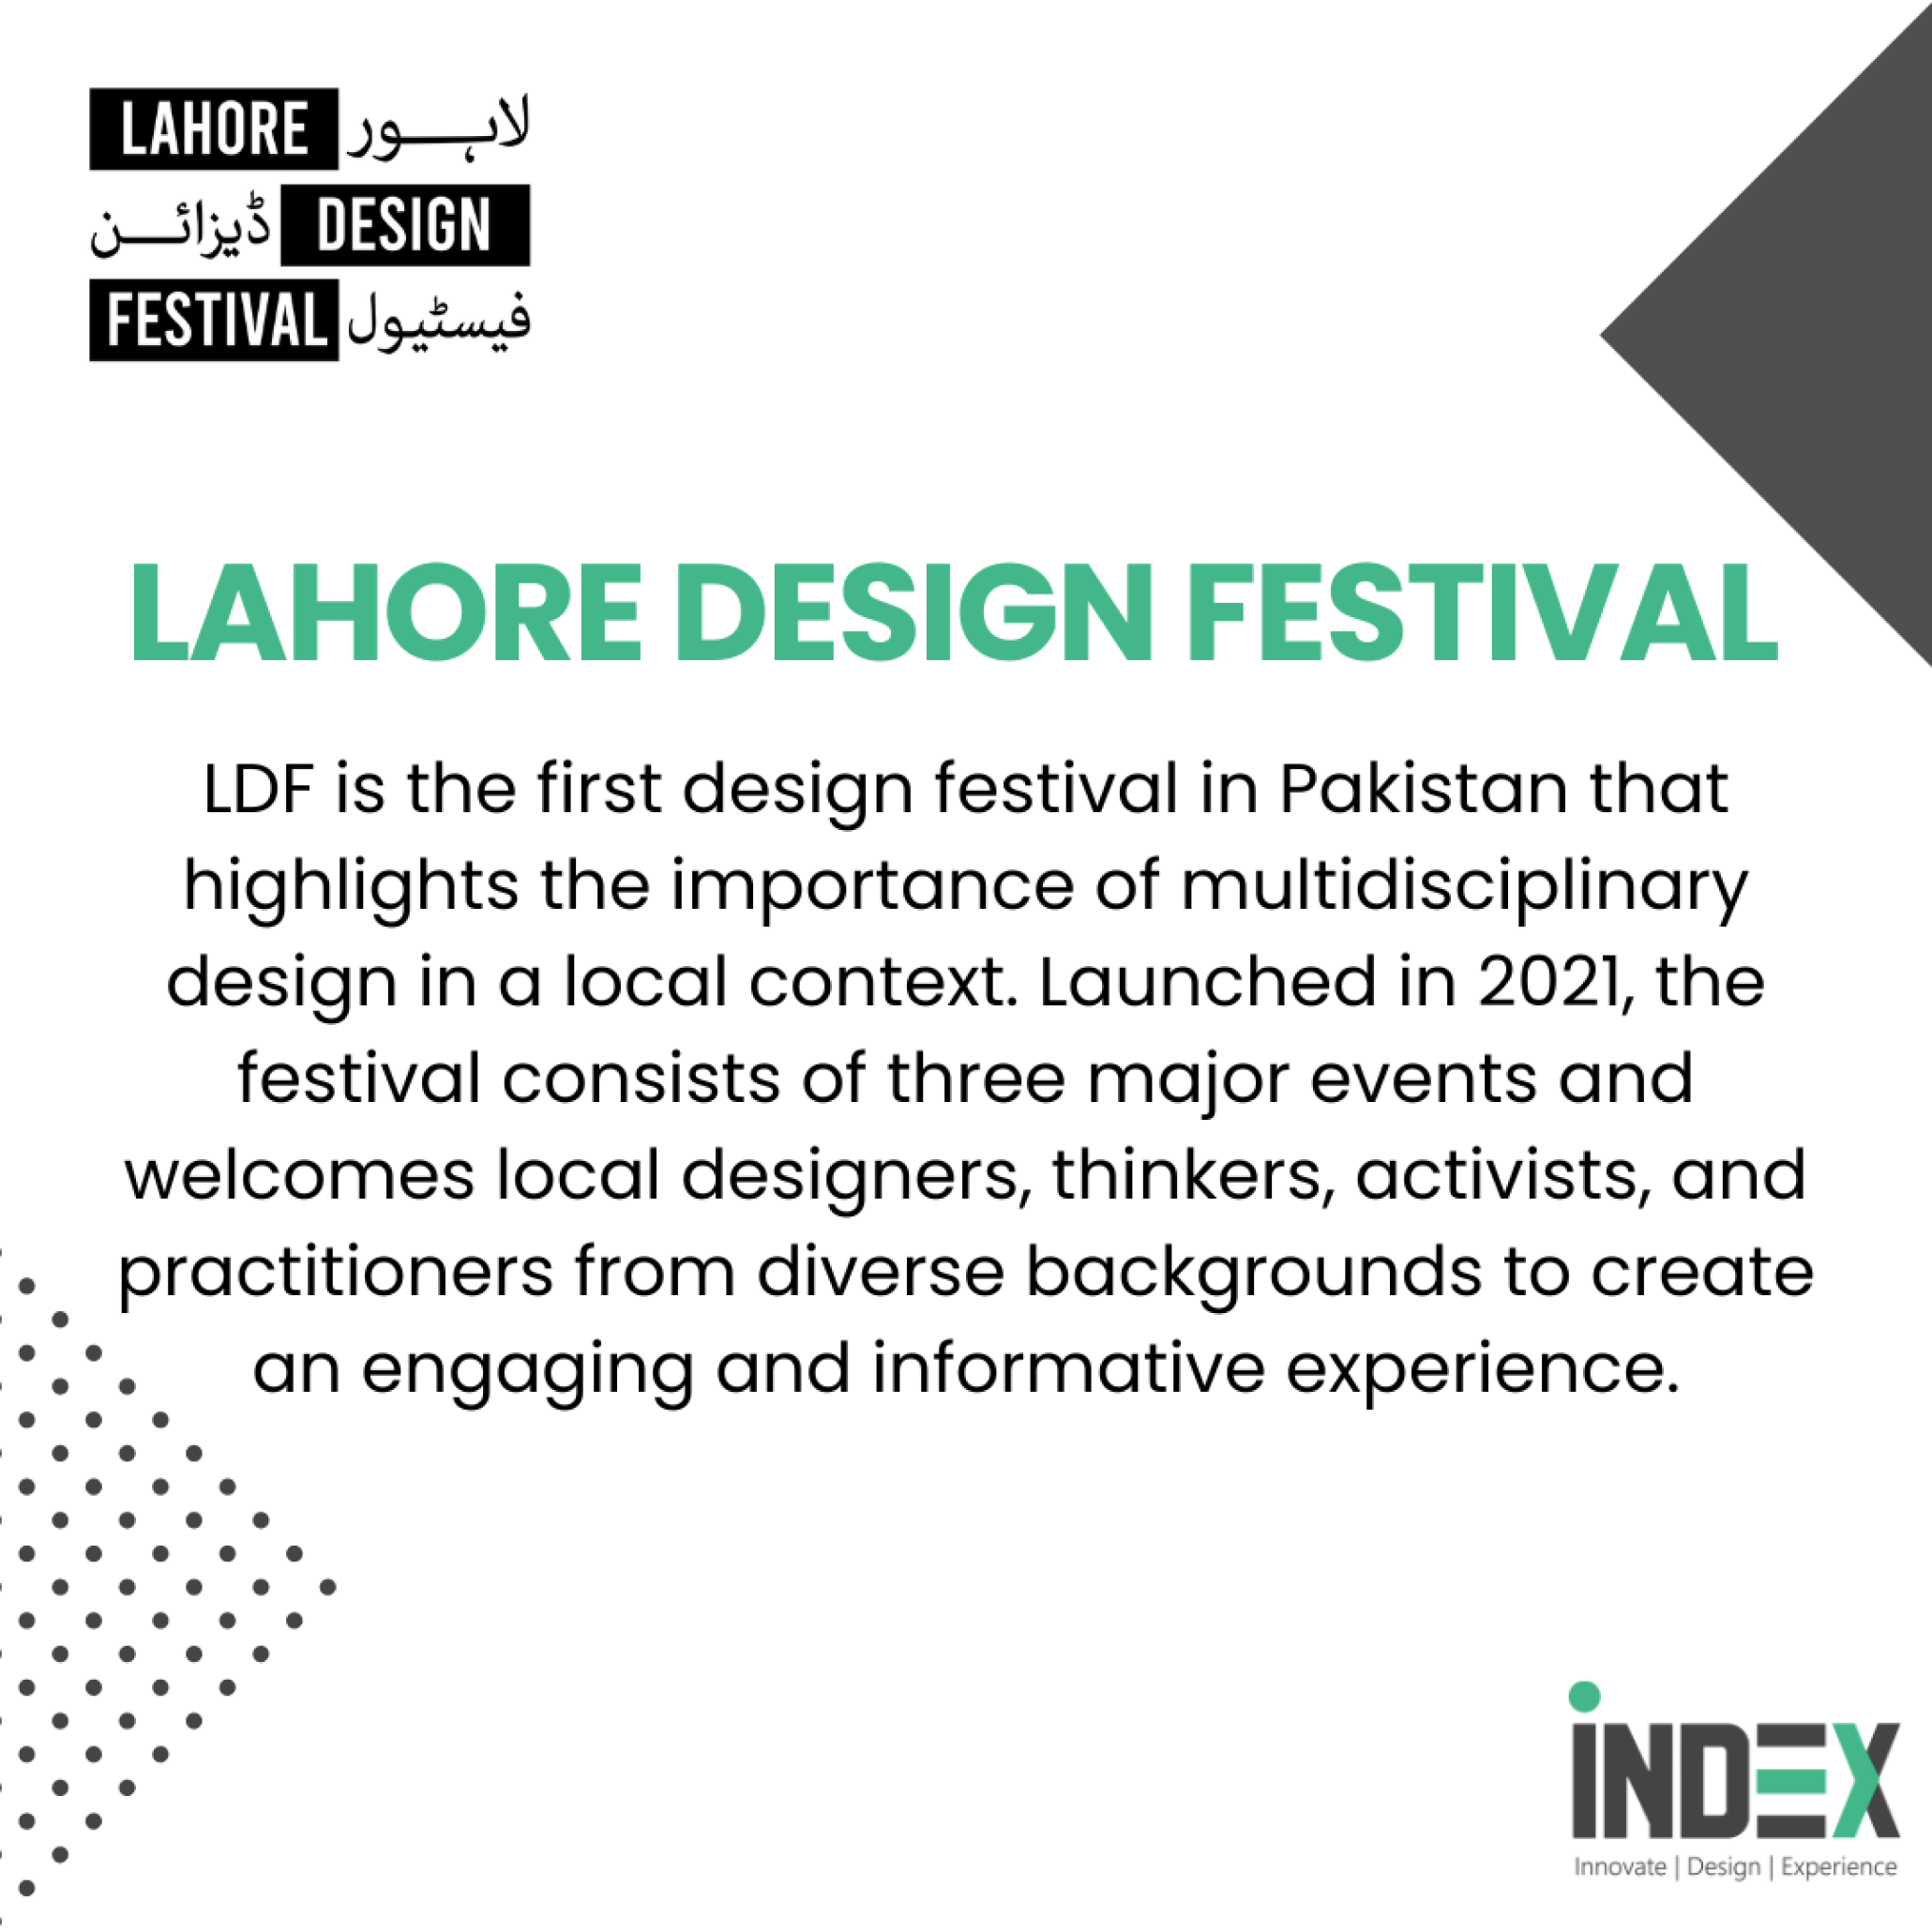 LAHORE لاہور
ڈیزائن DESIGN
FESTIVAL فیسٹیول
LAHORE DESIGN FESTIVAL
LDF is the first design festival in Pakistan that
highlights the importance of multidisciplinary
design in a local context. Launched in 2021, the
festival consists of three major events and
welcomes local designers, thinkers, activists, and
practitioners from diverse backgrounds to create
an engaging and informative experience.
iNDEX
Innovate | Design | Experience